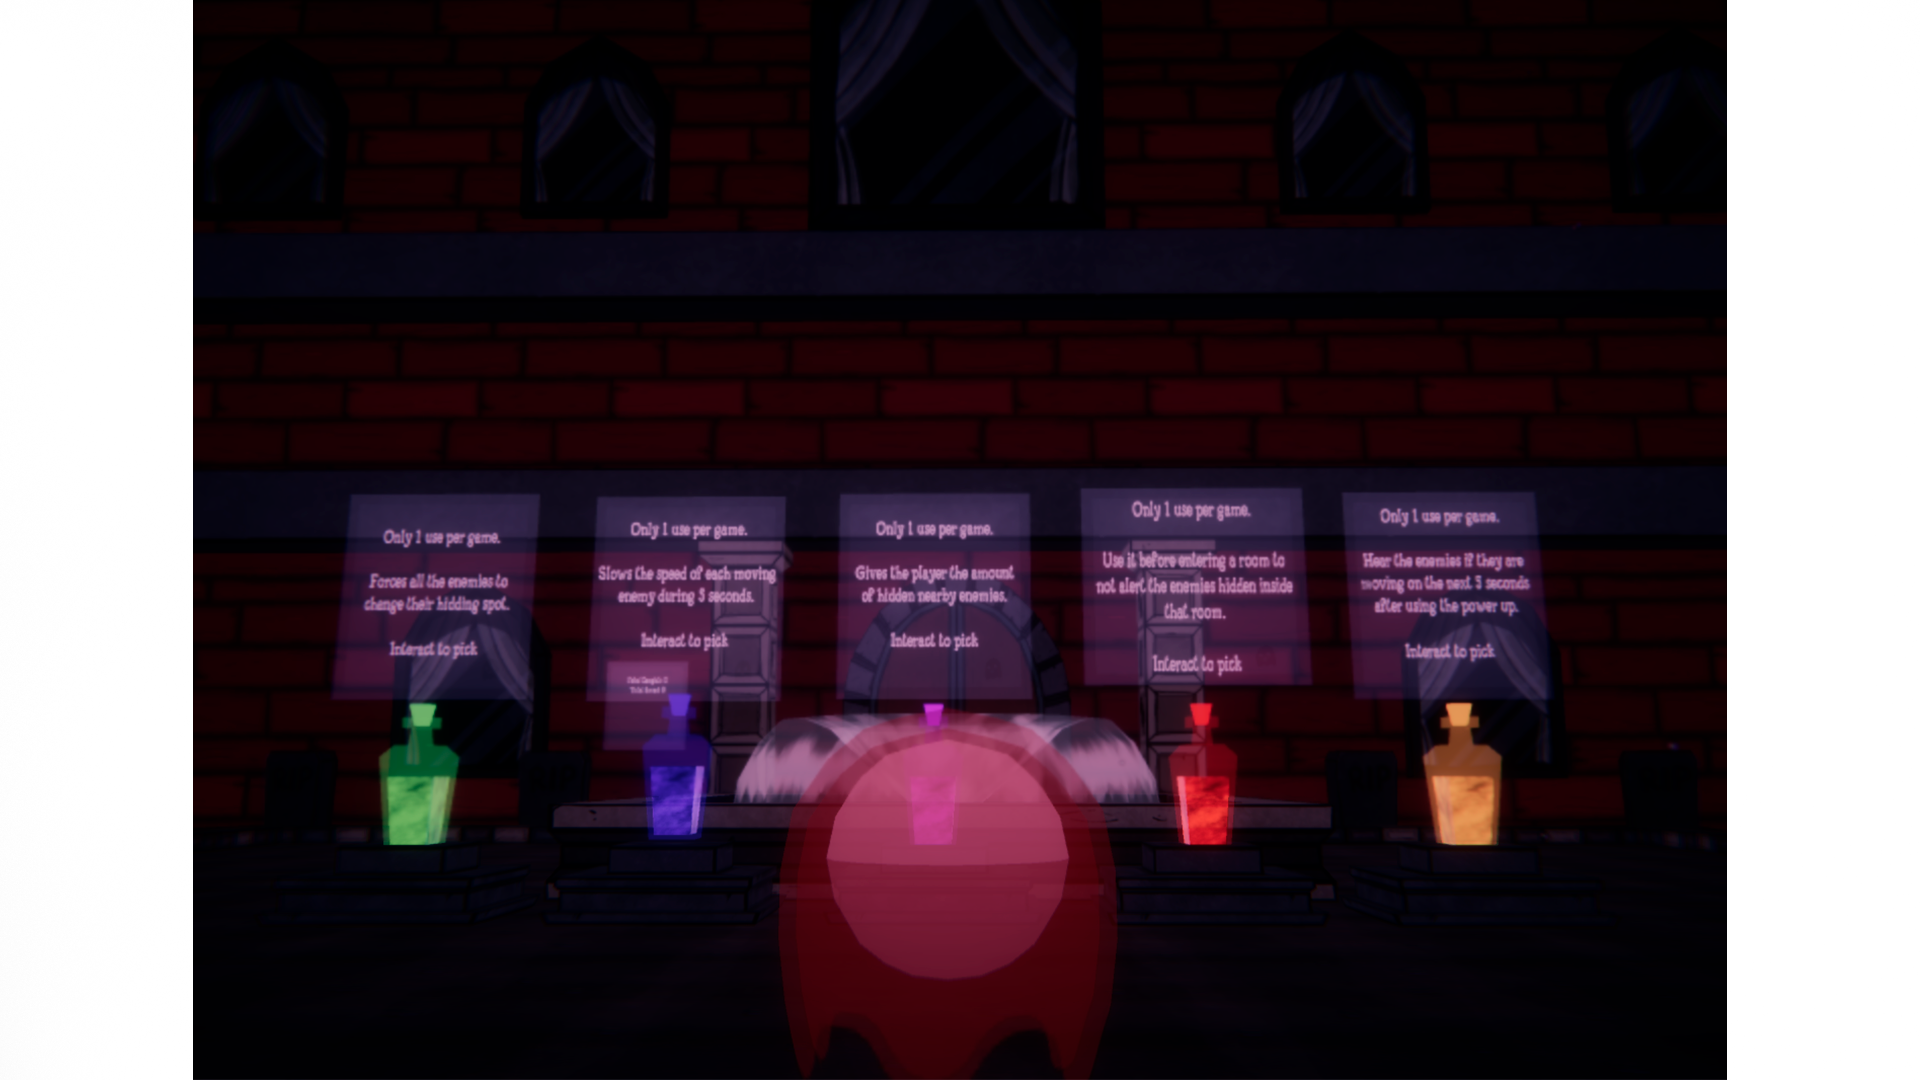 Only 1 use per game.
Forces all the enemies to
change their hidding spot.
Interact to pick
Only 1 use per game.
Slows the speed of each moving
enemy during 5 seconds.
Interact to pick
Only 1 use per game.
Gives the player the amount
of hidden nearby enemies.
Interact to pick
Only 1 use per game.
Use it before entering a room to
not alert the enemies hidden inside
that room.
Interact to pick
Only 1 use per game.
Hear the enemies if they are
moving on the next 5 seconds
after using the power up.
Interact to pick